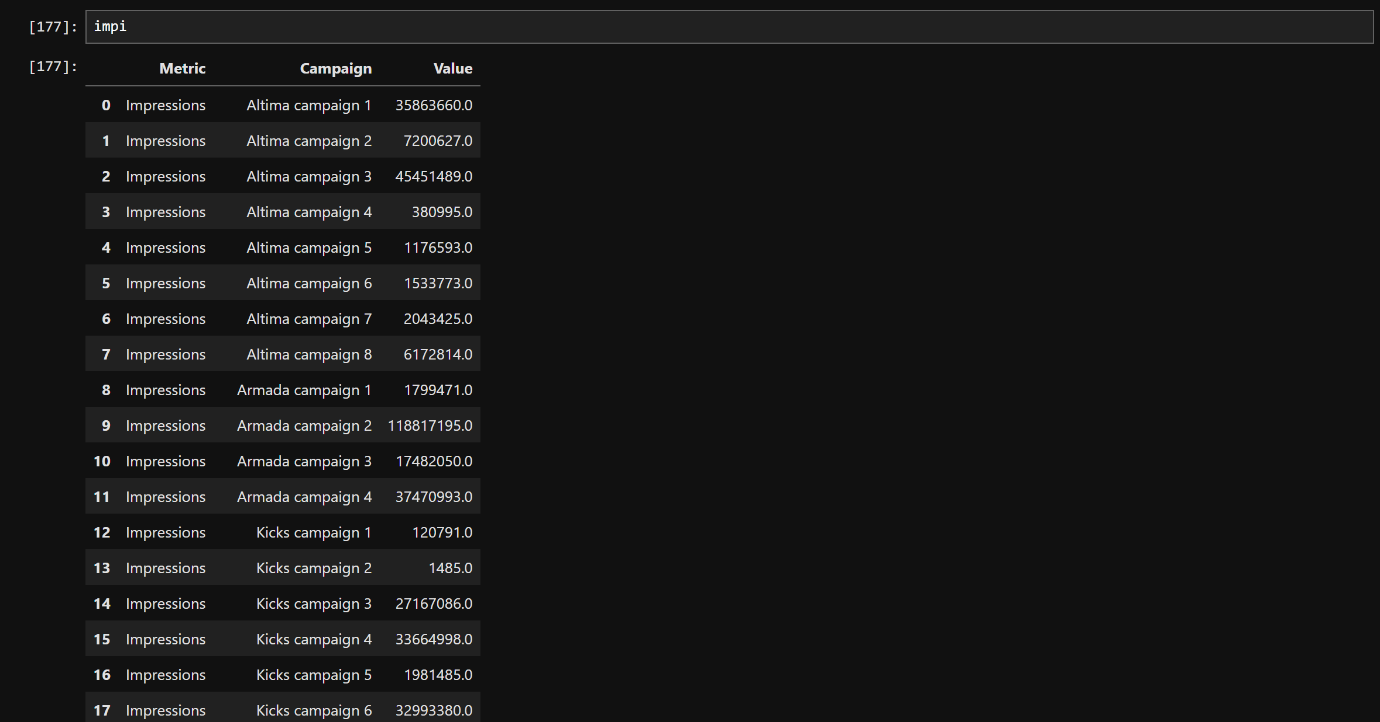 [177]: impi
[177]: Metric Campaign Value
0 Impressions Altima campaign 1 35863660.0
1 Impressions Altima campaign 2 7200627.0
2 Impressions Altima campaign 3 45451489.0
3 Impressions Altima campaign 4 380995.0
4 Impressions Altima campaign 5 1176593.0
5 Impressions Altima campaign 6 1533773.0
6 Impressions Altima campaign 7 2043425.0
7 Impressions Altima campaign 8 6172814.0
8 Impressions Armada campaign 1 1799471.0
9 Impressions Armada campaign 2 118817195.0
10 Impressions Armada campaign 3 17482050.0
11 Impressions Armada campaign 4 37470993.0
12 Impressions Kicks campaign 1 120791.0
13 Impressions Kicks campaign 2 1485.0
14 Impressions Kicks campaign 3 27167086.0
15 Impressions Kicks campaign 4 33664998.0
16 Impressions Kicks campaign 5 1981485.0
17 Impressions Kicks campaign 6 32993380.0